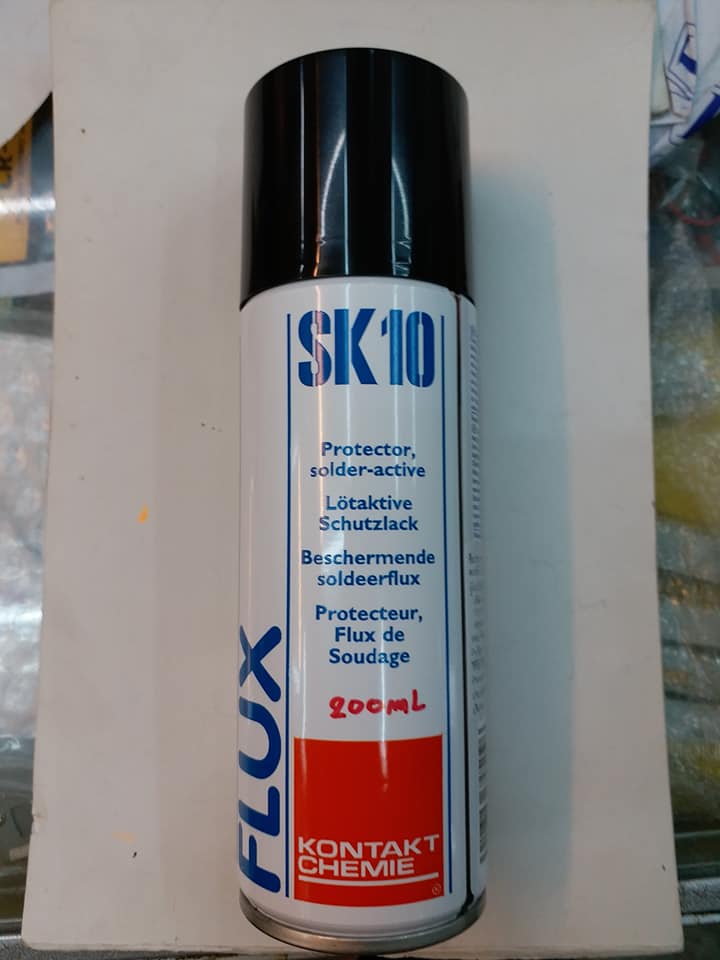 SK10
Protector,
solder-active
Lötaktive
Schutzlack
Beschermende
soldeerflux
Protecteur,
Flux de
Soudage
200mL
FLUX
KONTAKT
CHEMIE
®